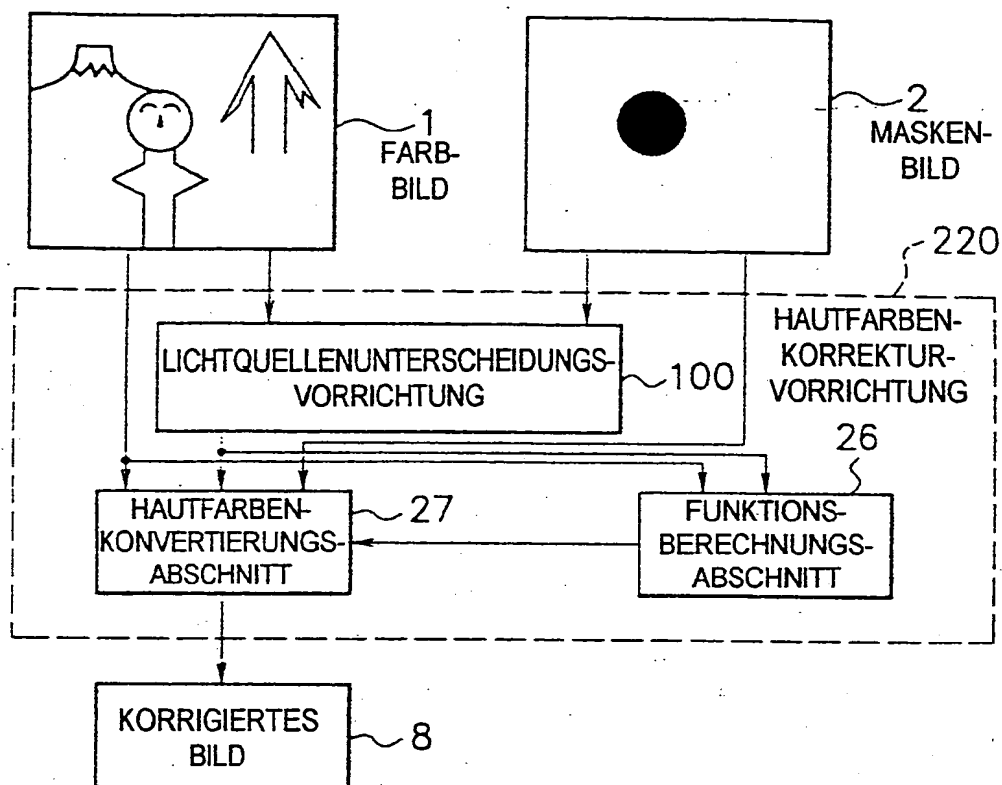 1
FARB-
BILD
2
MASKEN-
BILD
220
HAUTFARBEN-
KORREKTUR-
VORRICHTUNG
LICHTQUELLENUNTERSCHEIDUNGS-
VORRICHTUNG
100
26
HAUTFARBEN-
KONVERTIERUNGS-
ABSCHNITT
27
FUNKTIONS-
BERECHNUNGS-
ABSCHNITT
KORRIGIERTES
BILD
8